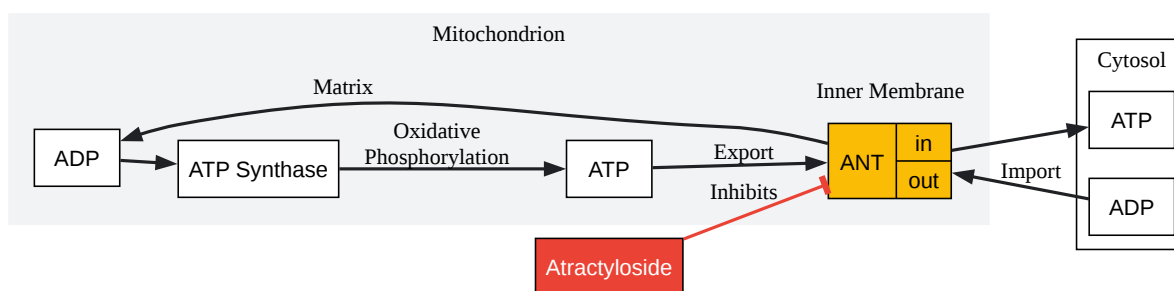 Mitochondrion
Cytosol
Matrix
Inner Membrane
ADP
ATP Synthase
Oxidative
Phosphorylation
ATP
Export
Inhibits
ANT
in
out
Import
ATP
ADP
Atractyloside